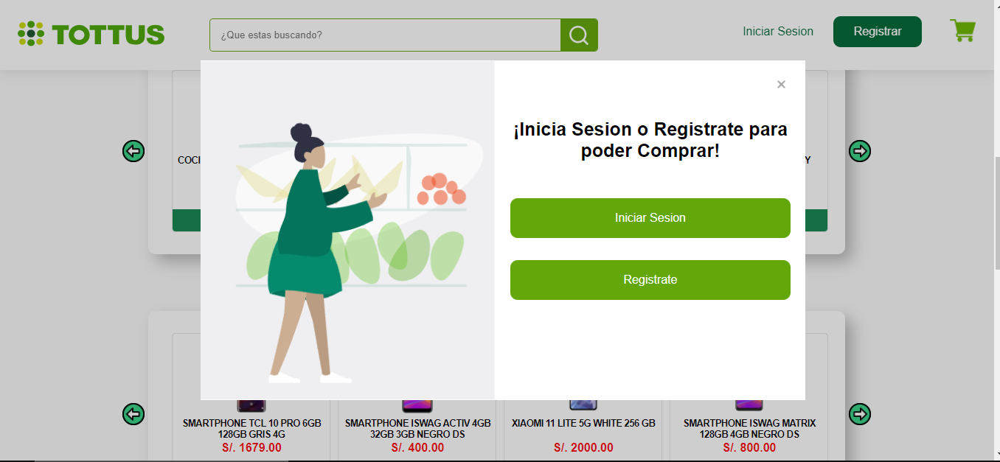 TOTTUS
¿Que estas buscando?
Iniciar Sesion
Registrar
×
¡Inicia Sesion o Registrate para
poder Comprar!
Iniciar Sesion
Registrate
COCI
Y
SMARTPHONE TCL 10 PRO 6GB
128GB GRIS 4G
S/. 1679.00
SMARTPHONE ISWAG ACTIV 4GB
32GB 3GB NEGRO DS
S/. 400.00
XIAOMI 11 LITE 5G WHITE 256 GB
S/. 2000.00
SMARTPHONE ISWAG MATRIX
128GB 4GB NEGRO DS
S/. 800.00